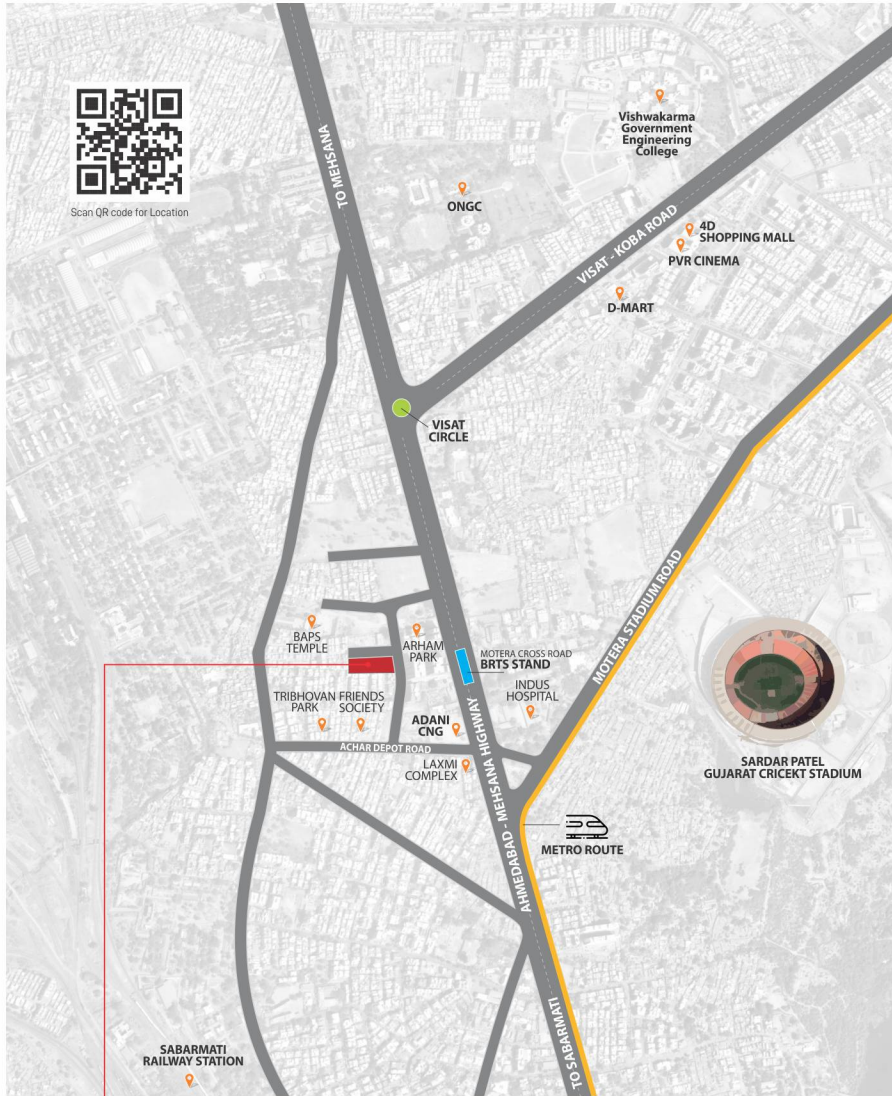 TO MEHSANA
Vishwakarma
Government
Engineering
College
ONGC
Scan QR code for Location
VISAT - KOBA ROAD
4D
SHOPPING MALL
PVR CINEMA
D-MART
VISAT
CIRCLE
MOTERA STADIUM ROAD
BAPS
TEMPLE
ARHAM
PARK
MOTERA CROSS ROAD
BRTS STAND
INDUS
HOSPITAL
TRIBHOVAN
PARK
FRIENDS
SOCIETY
ADANI
CNG
ACHAR DEPOT ROAD
LAXMI
COMPLEX
AHMEDABAD - MEHSANA HIGHWAY
SARDAR PATEL
GUJARAT CRICEKT STADIUM
METRO ROUTE
TO SABARMATI
SABARMATI
RAILWAY STATION